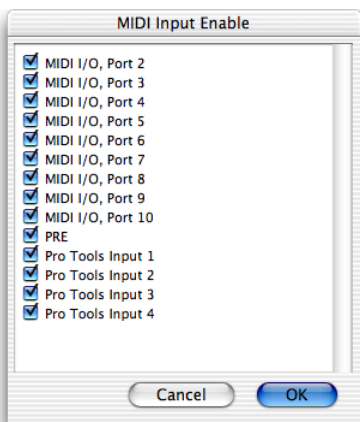 MIDI Input Enable
MIDI I/O, Port 2
MIDI I/O, Port 3
MIDI I/O, Port 4
MIDI I/O, Port 5
MIDI I/O, Port 6
MIDI I/O, Port 7
MIDI I/O, Port 8
MIDI I/O, Port 9
MIDI I/O, Port 10
PRE
Pro Tools Input 1
Pro Tools Input 2
Pro Tools Input 3
Pro Tools Input 4
Cancel OK